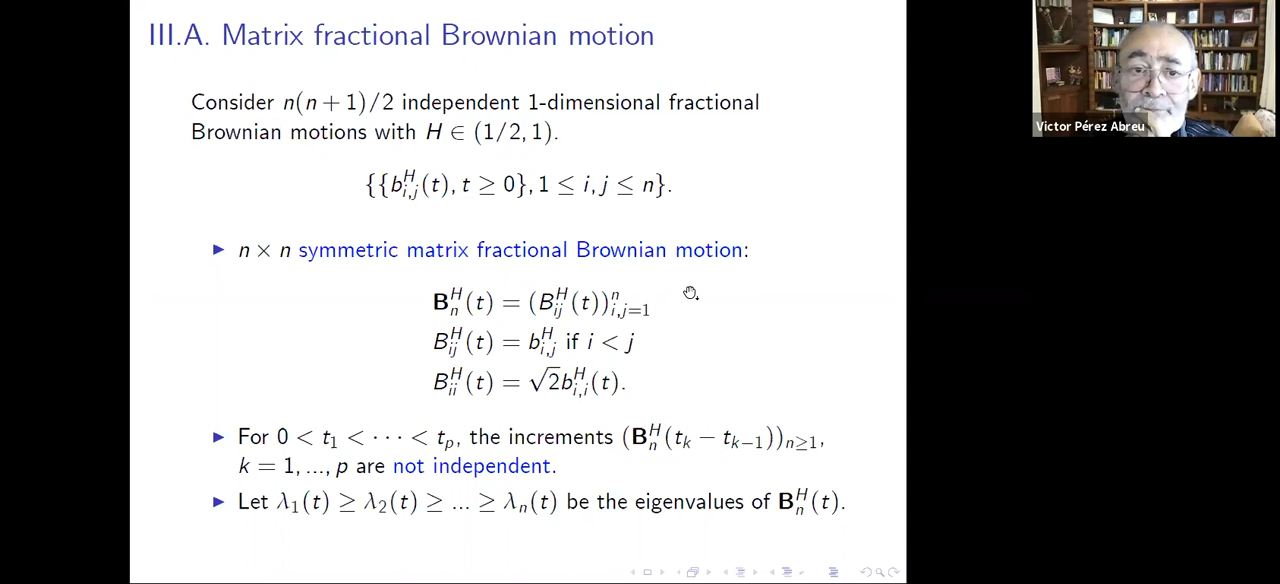 III.A. Matrix fractional Brownian motion
Consider n(n + 1)/2 independent 1-dimensional fractional
Brownian motions with H ∈ (1/2, 1).
{{b^H_{i,j}(t), t ≥ 0}, 1 ≤ i, j ≤ n}.
▶ n × n symmetric matrix fractional Brownian motion:
B^H_n(t) = (B^H_{ij}(t))^n_{i,j=1}
B^H_{ij}(t) = b^H_{i,j} if i < j
B^H_{ii}(t) = √2b^H_{i,i}(t).
▶ For 0 < t_1 < ··· < t_p, the increments (B^H_n(t_k − t_{k−1}))_{n≥1},
k = 1, ..., p are not independent.
▶ Let λ_1(t) ≥ λ_2(t) ≥ ... ≥ λ_n(t) be the eigenvalues of B^H_n(t).
Victor Pérez Abreu